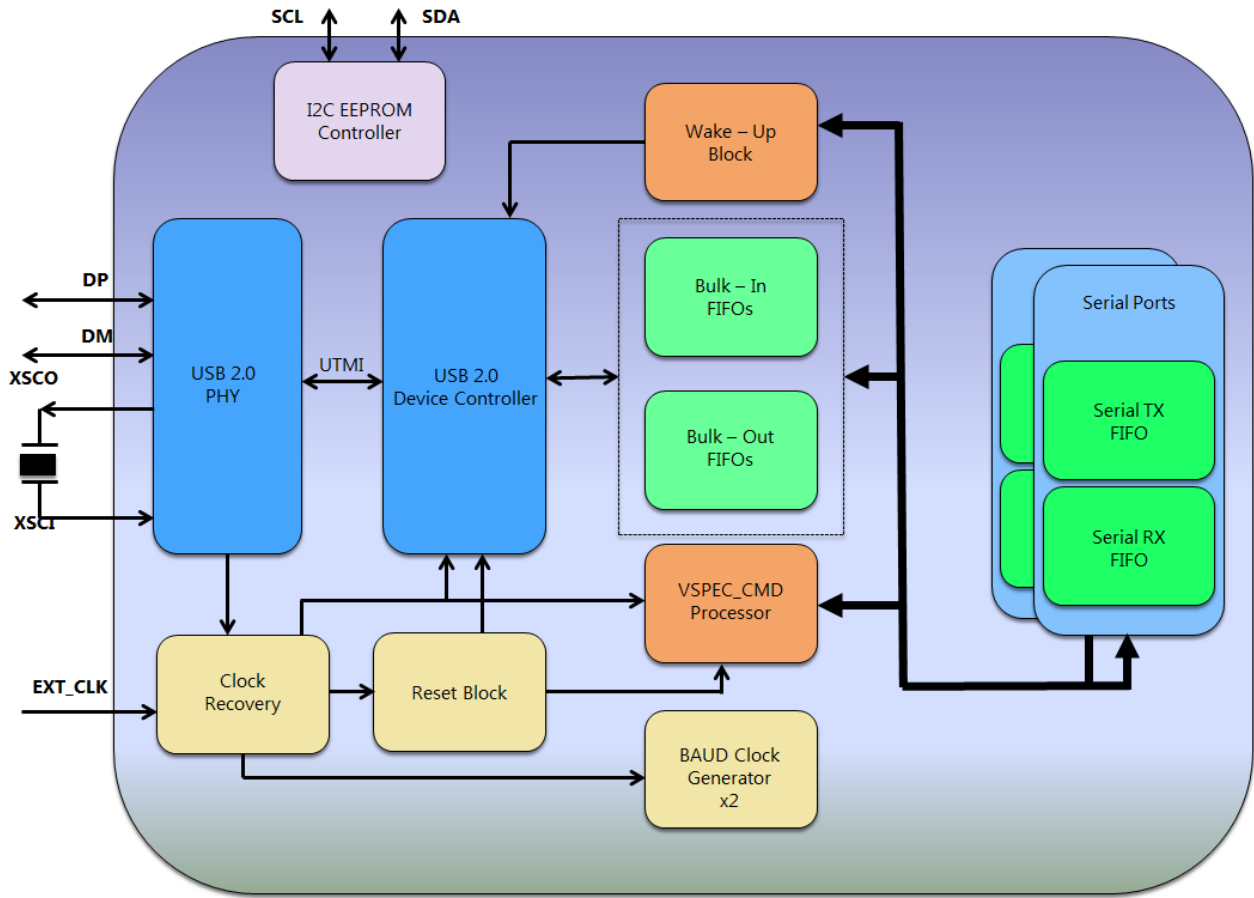 SCL
SDA
I2C EEPROM
Controller
Wake – Up
Block
DP
DM
XSCO
XSCI
USB 2.0
PHY
UTMI
USB 2.0
Device Controller
Bulk – In
FIFOs
Bulk – Out
FIFOs
Serial Ports
Serial TX
FIFO
Serial RX
FIFO
VSPEC_CMD
Processor
EXT_CLK
Clock
Recovery
Reset Block
BAUD Clock
Generator
x2